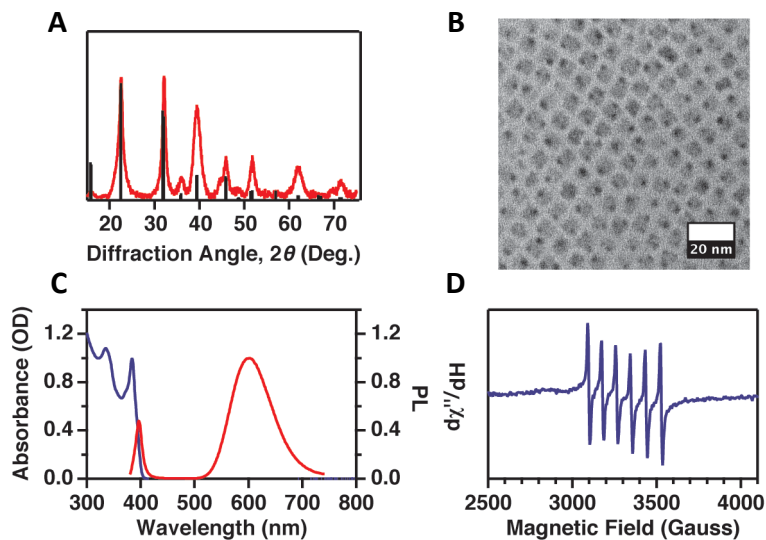 A
20 30 40 50 60 70
Diffraction Angle, 2θ (Deg.)
B
20 nm
C
Absorbance (OD)
1.2
0.8
0.4
0.0
300 400 500 600 700 800
Wavelength (nm)
1.2
0.8
0.4
0.0
PL
D
dχ''/dH
2500 3000 3500 4000
Magnetic Field (Gauss)